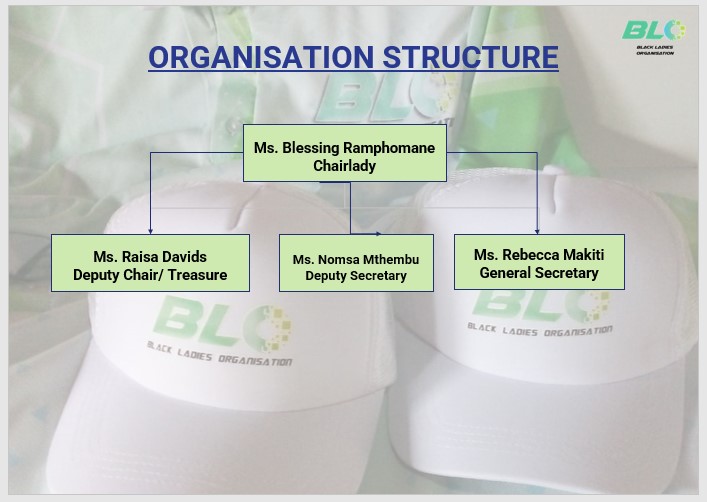 BLO
BLACK LADIES
ORGANISATION
ORGANISATION STRUCTURE
BLO
Ms. Blessing Ramphomane
Chairlady
Ms. Raisa Davids
Deputy Chair/ Treasure
Ms. Nomsa Mthembu
Deputy Secretary
Ms. Rebecca Makiti
General Secretary
BLO
BLACK LADIES ORGANISATION
BLO
BLACK LADIES ORGANISATION